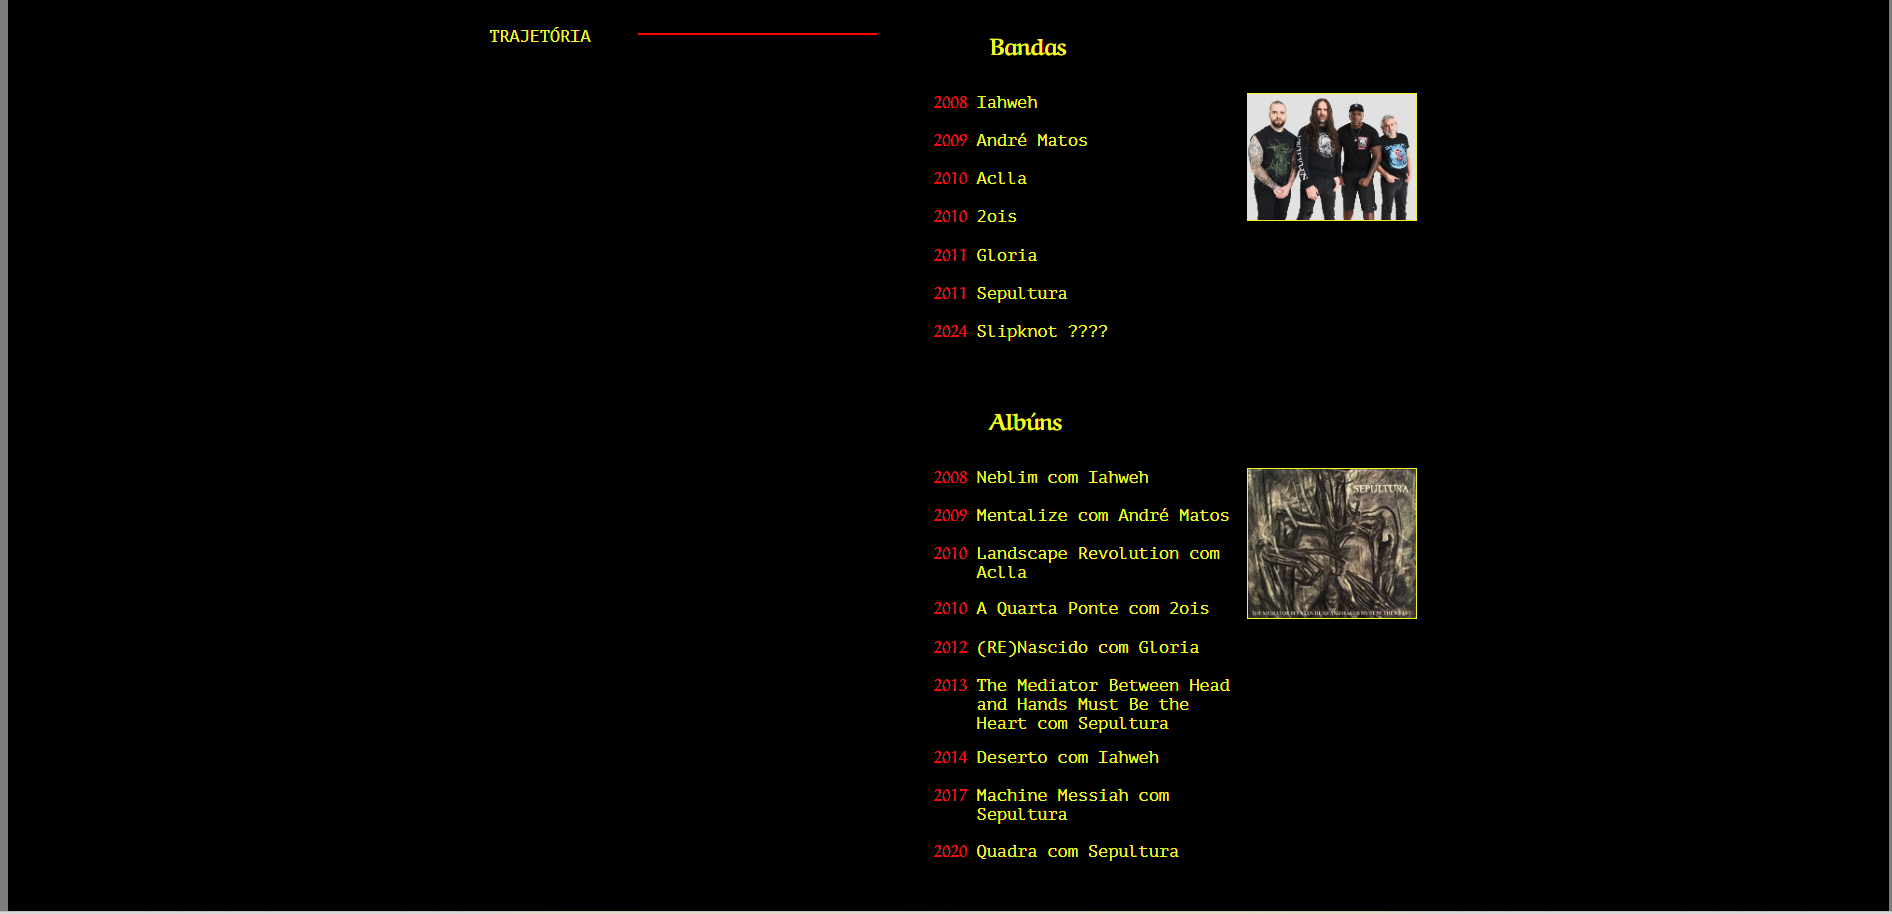 TRAJETÓRIA
Bandas
2008 Iahweh
2009 André Matos
2010 Aclla
2010 2ois
2011 Gloria
2011 Sepultura
2024 Slipknot ????
Albúns
2008 Neblim com Iahweh
2009 Mentalize com André Matos
2010 Landscape Revolution com
Aclla
2010 A Quarta Ponte com 2ois
2012 (RE)Nascido com Gloria
2013 The Mediator Between Head
and Hands Must Be the
Heart com Sepultura
2014 Deserto com Iahweh
2017 Machine Messiah com
Sepultura
2020 Quadra com Sepultura
SEPULTURA
THE MEDIATOR BETWEEN HEAD AND HANDS MUST BE THE HEART